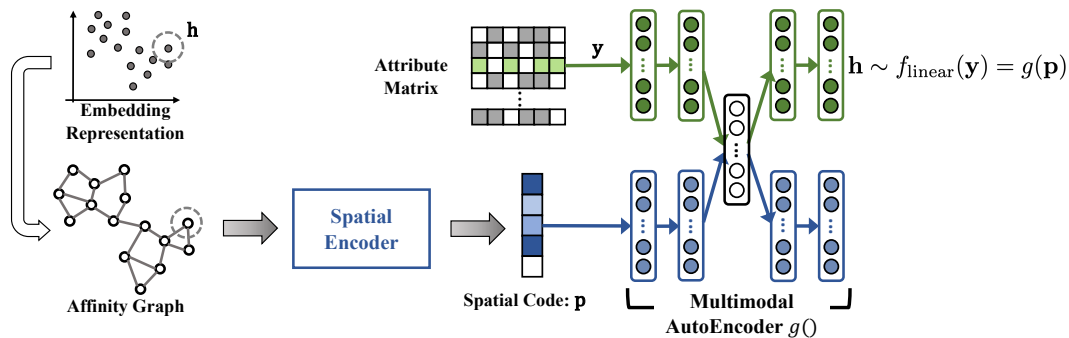 h
Embedding
Representation
Attribute
Matrix
y
h ∼ f_linear(y) = g(p)
Affinity Graph
Spatial
Encoder
Spatial Code: p
Multimodal
AutoEncoder g()